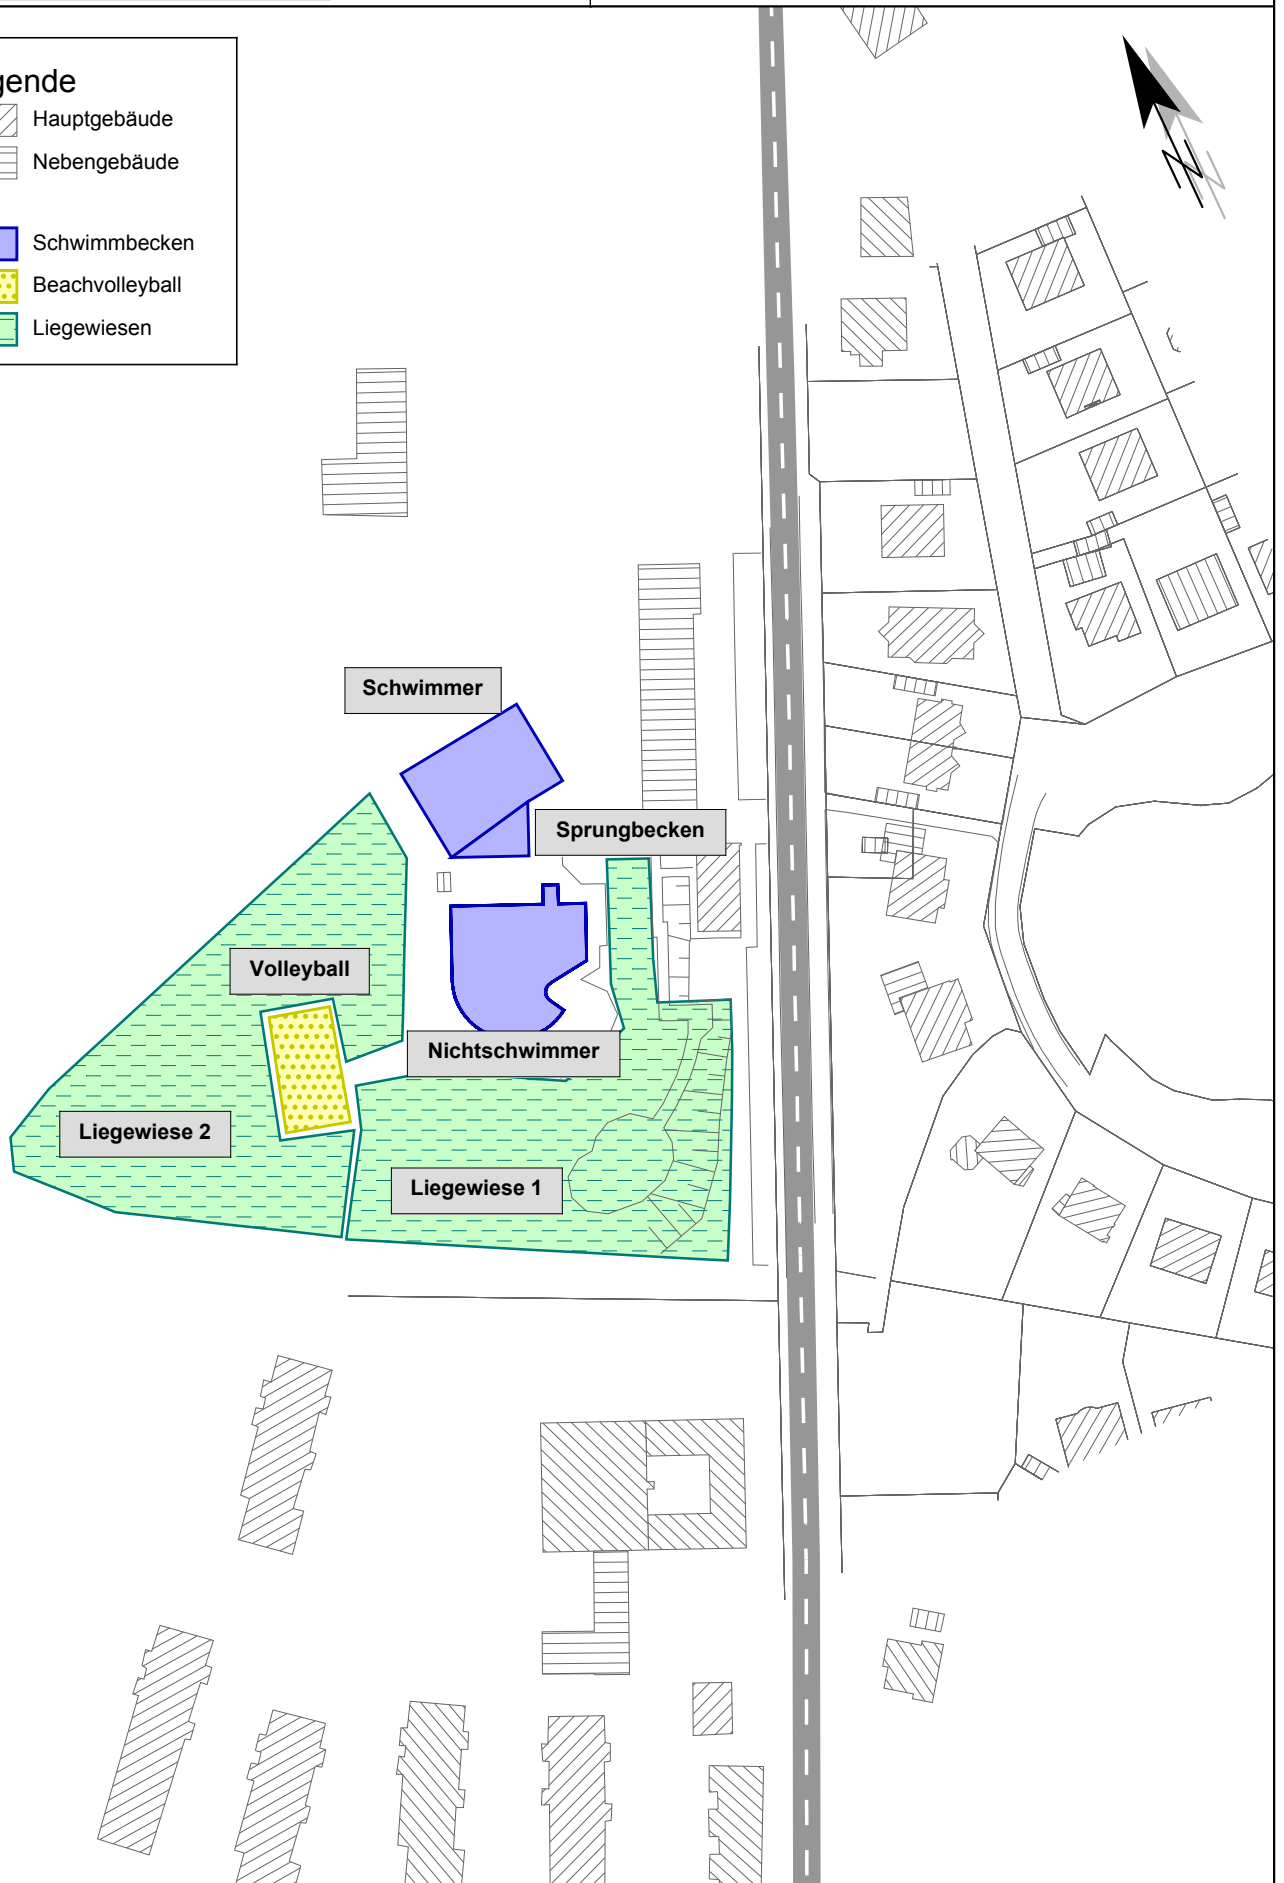 gende
Hauptgebäude
Nebengebäude
Schwimmbecken
Beachvolleyball
Liegewiesen
N
Schwimmer
Sprungbecken
Volleyball
Nichtschwimmer
Liegewiese 2
Liegewiese 1